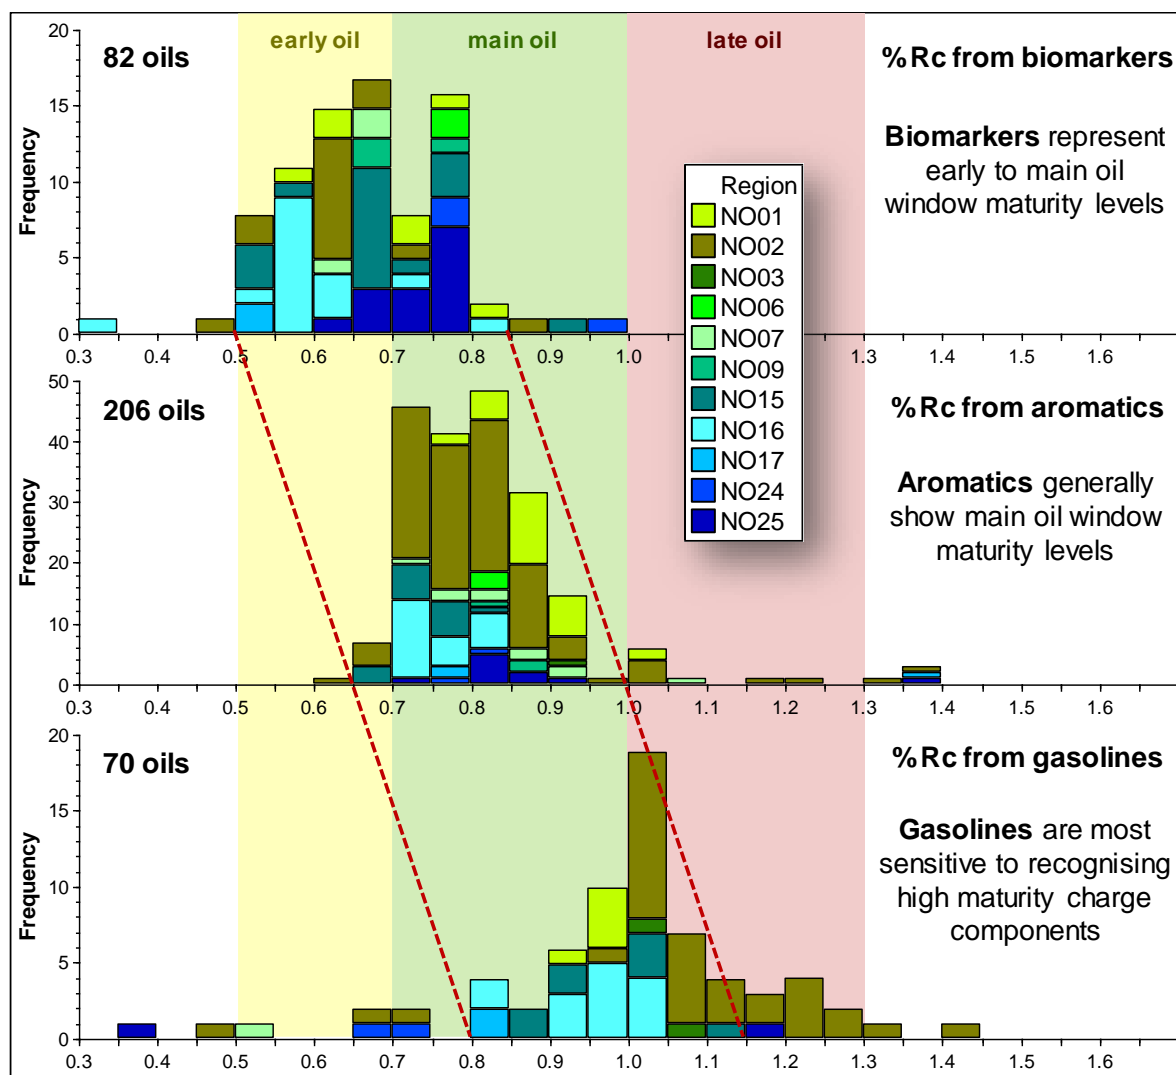 early oil
main oil
late oil
82 oils
%Rc from biomarkers
Biomarkers represent
early to main oil
window maturity levels
Frequency
20
15
10
5
0
0.3 0.4 0.5 0.6 0.7 0.8 0.9 1.0 1.1 1.2 1.3 1.4 1.5 1.6
Region
NO01
NO02
NO03
NO06
NO07
NO09
NO15
NO16
NO17
NO24
NO25
206 oils
%Rc from aromatics
Aromatics generally
show main oil window
maturity levels
Frequency
50
40
30
20
10
0
0.3 0.4 0.5 0.6 0.7 0.8 0.9 1.0 1.1 1.2 1.3 1.4 1.5 1.6
70 oils
%Rc from gasolines
Gasolines are most
sensitive to recognising
high maturity charge
components
Frequency
20
15
10
5
0
0.3 0.4 0.5 0.6 0.7 0.8 0.9 1.0 1.1 1.2 1.3 1.4 1.5 1.6